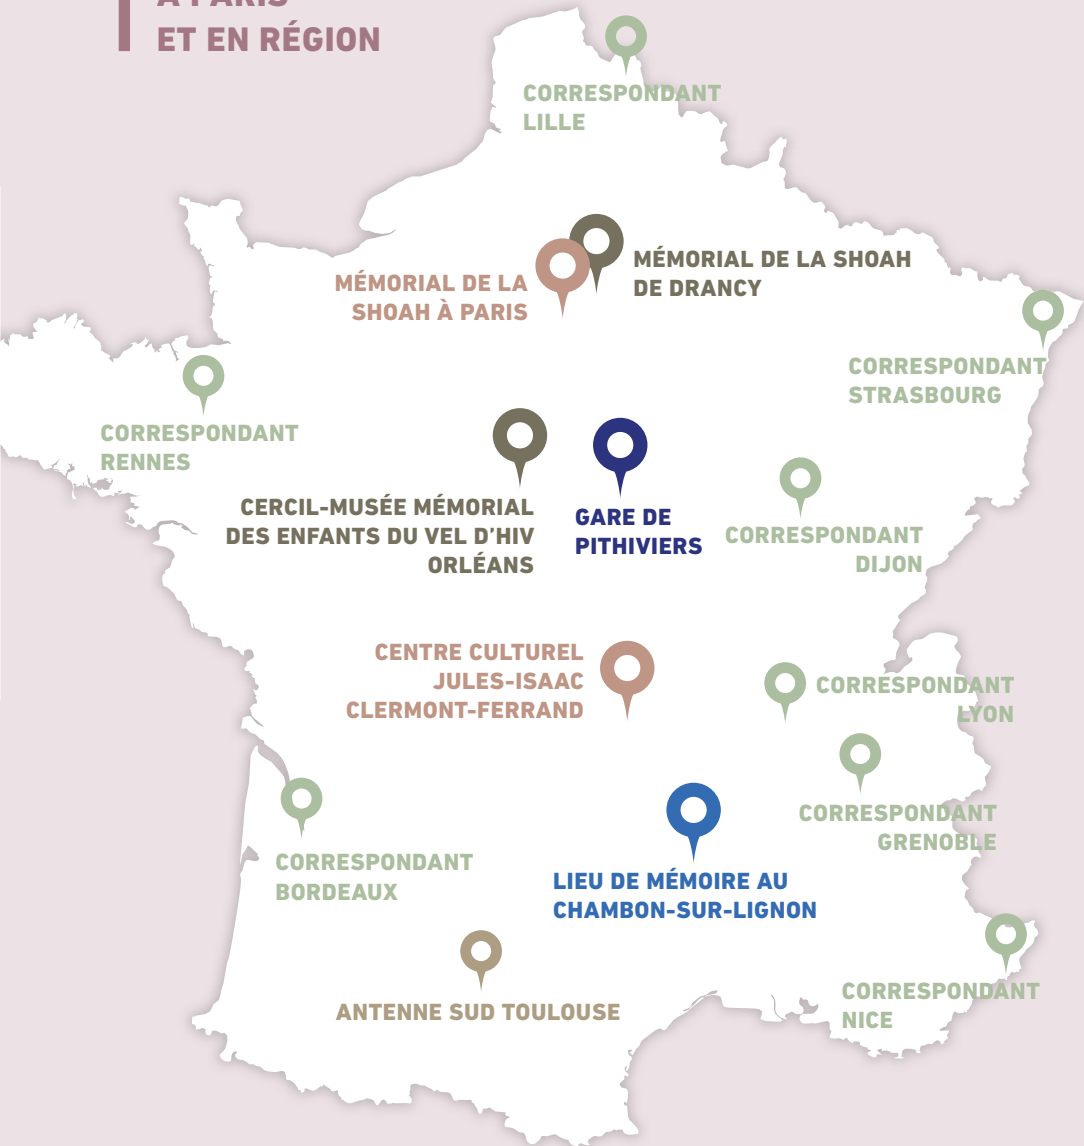 À PARIS
ET EN RÉGION
CORRESPONDANT
LILLE
MÉMORIAL DE LA SHOAH
DE DRANCY
MÉMORIAL DE LA
SHOAH À PARIS
CORRESPONDANT
STRASBOURG
CORRESPONDANT
RENNES
CERCIL-MUSÉE MÉMORIAL
DES ENFANTS DU VEL D’HIV
ORLÉANS
GARE DE
PITHIVIERS
CORRESPONDANT
DIJON
CENTRE CULTUREL
JULES-ISAAC
CLERMONT-FERRAND
CORRESPONDANT
LYON
CORRESPONDANT
GRENOBLE
CORRESPONDANT
BORDEAUX
LIEU DE MÉMOIRE AU
CHAMBON-SUR-LIGNON
ANTENNE SUD TOULOUSE
CORRESPONDANT
NICE